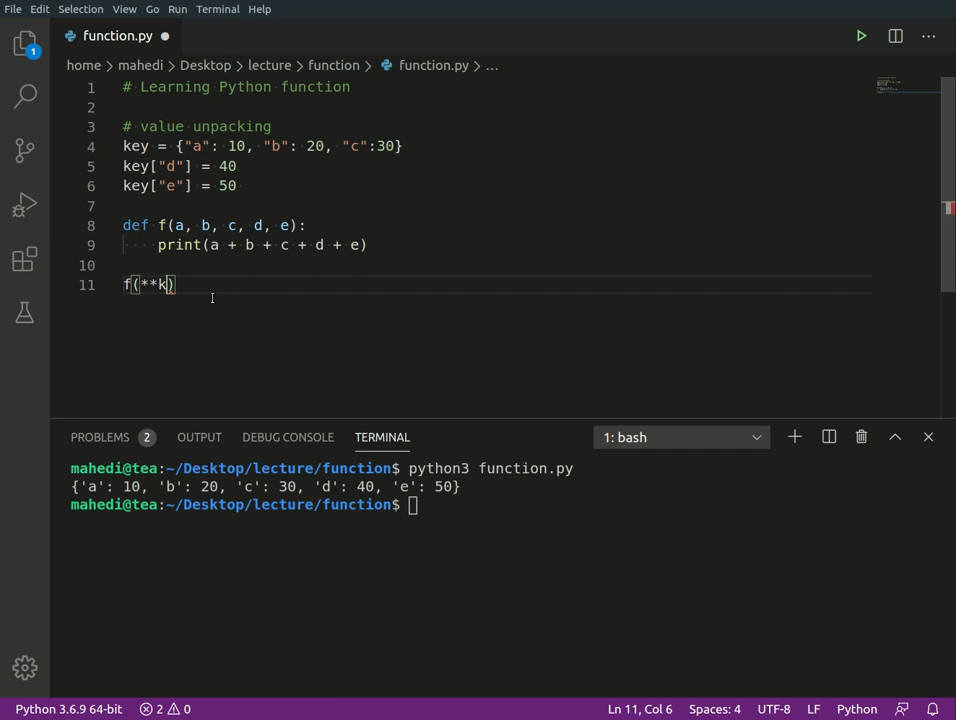 File Edit Selection View Go Run Terminal Help
1
function.py
home > mahedi > Desktop > lecture > function > function.py > ...
1 # Learning Python function
2
3 # value unpacking
4 key = {"a": 10, "b": 20, "c":30}
5 key["d"] = 40
6 key["e"] = 50
7
8 def f(a, b, c, d, e):
9 print(a + b + c + d + e)
10
11 f(**k)
PROBLEMS 2 OUTPUT DEBUG CONSOLE TERMINAL 1: bash
mahedi@tea:~/Desktop/lecture/function$ python3 function.py
{'a': 10, 'b': 20, 'c': 30, 'd': 40, 'e': 50}
mahedi@tea:~/Desktop/lecture/function$
Python 3.6.9 64-bit 2 0 Ln 11, Col 6 Spaces: 4 UTF-8 LF Python